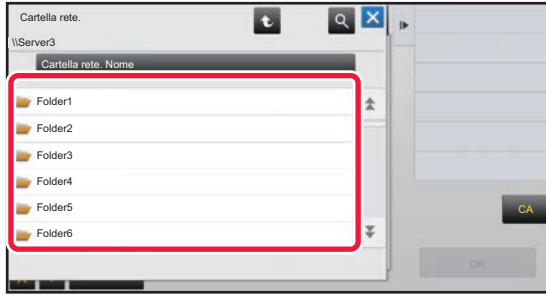 Cartella rete.
\\Server3
Cartella rete. Nome
Folder1
Folder2
Folder3
Folder4
Folder5
Folder6
CA
OK